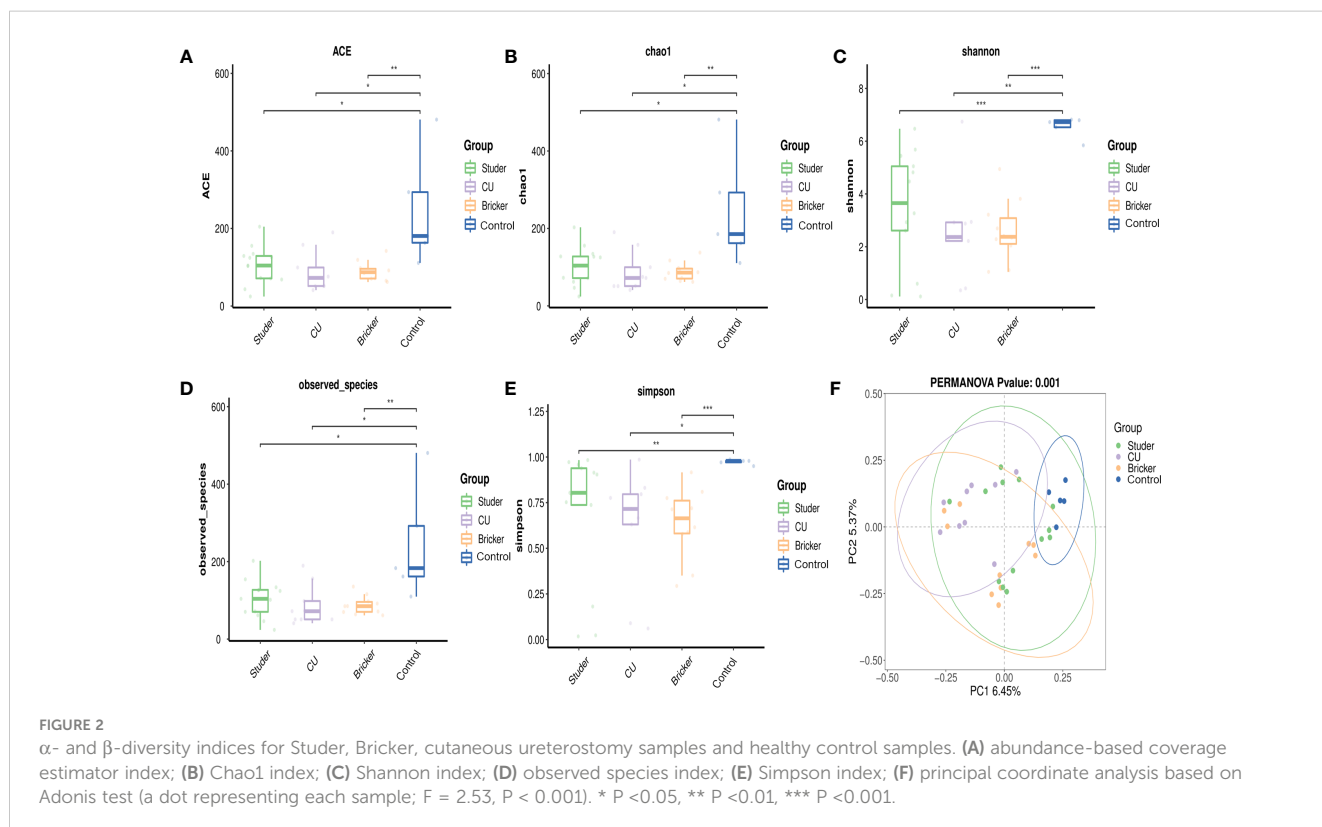 A
ACE
600
400
200
0
ACE
**
*
*
Studer
CU
Bricker
Control
Group
Studer
CU
Bricker
Control
B
chao1
600
400
200
0
chao1
**
*
*
Studer
CU
Bricker
Control
Group
Studer
CU
Bricker
Control
C
shannon
8
6
4
2
0
shannon
***
**
***
Studer
CU
Bricker
Group
Studer
CU
Bricker
Control
D
observed_species
600
400
200
0
observed_species
**
*
*
Studer
CU
Bricker
Control
Group
Studer
CU
Bricker
Control
E
simpson
1.25
1.00
0.75
0.50
0.25
0.00
simpson
***
*
**
Studer
CU
Bricker
Control
Group
Studer
CU
Bricker
Control
F
PERMANOVA Pvalue: 0.001
0.50
0.25
0.00
−0.25
−0.50
PC2 5.37%
−0.50
−0.25
0.00
0.25
PC1 6.45%
Group
Studer
CU
Bricker
Control
FIGURE 2
α- and β-diversity indices for Studer, Bricker, cutaneous ureterostomy samples and healthy control samples. (A) abundance-based coverage
estimator index; (B) Chao1 index; (C) Shannon index; (D) observed species index; (E) Simpson index; (F) principal coordinate analysis based on
Adonis test (a dot representing each sample; F = 2.53, P < 0.001). * P <0.05, ** P <0.01, *** P <0.001.